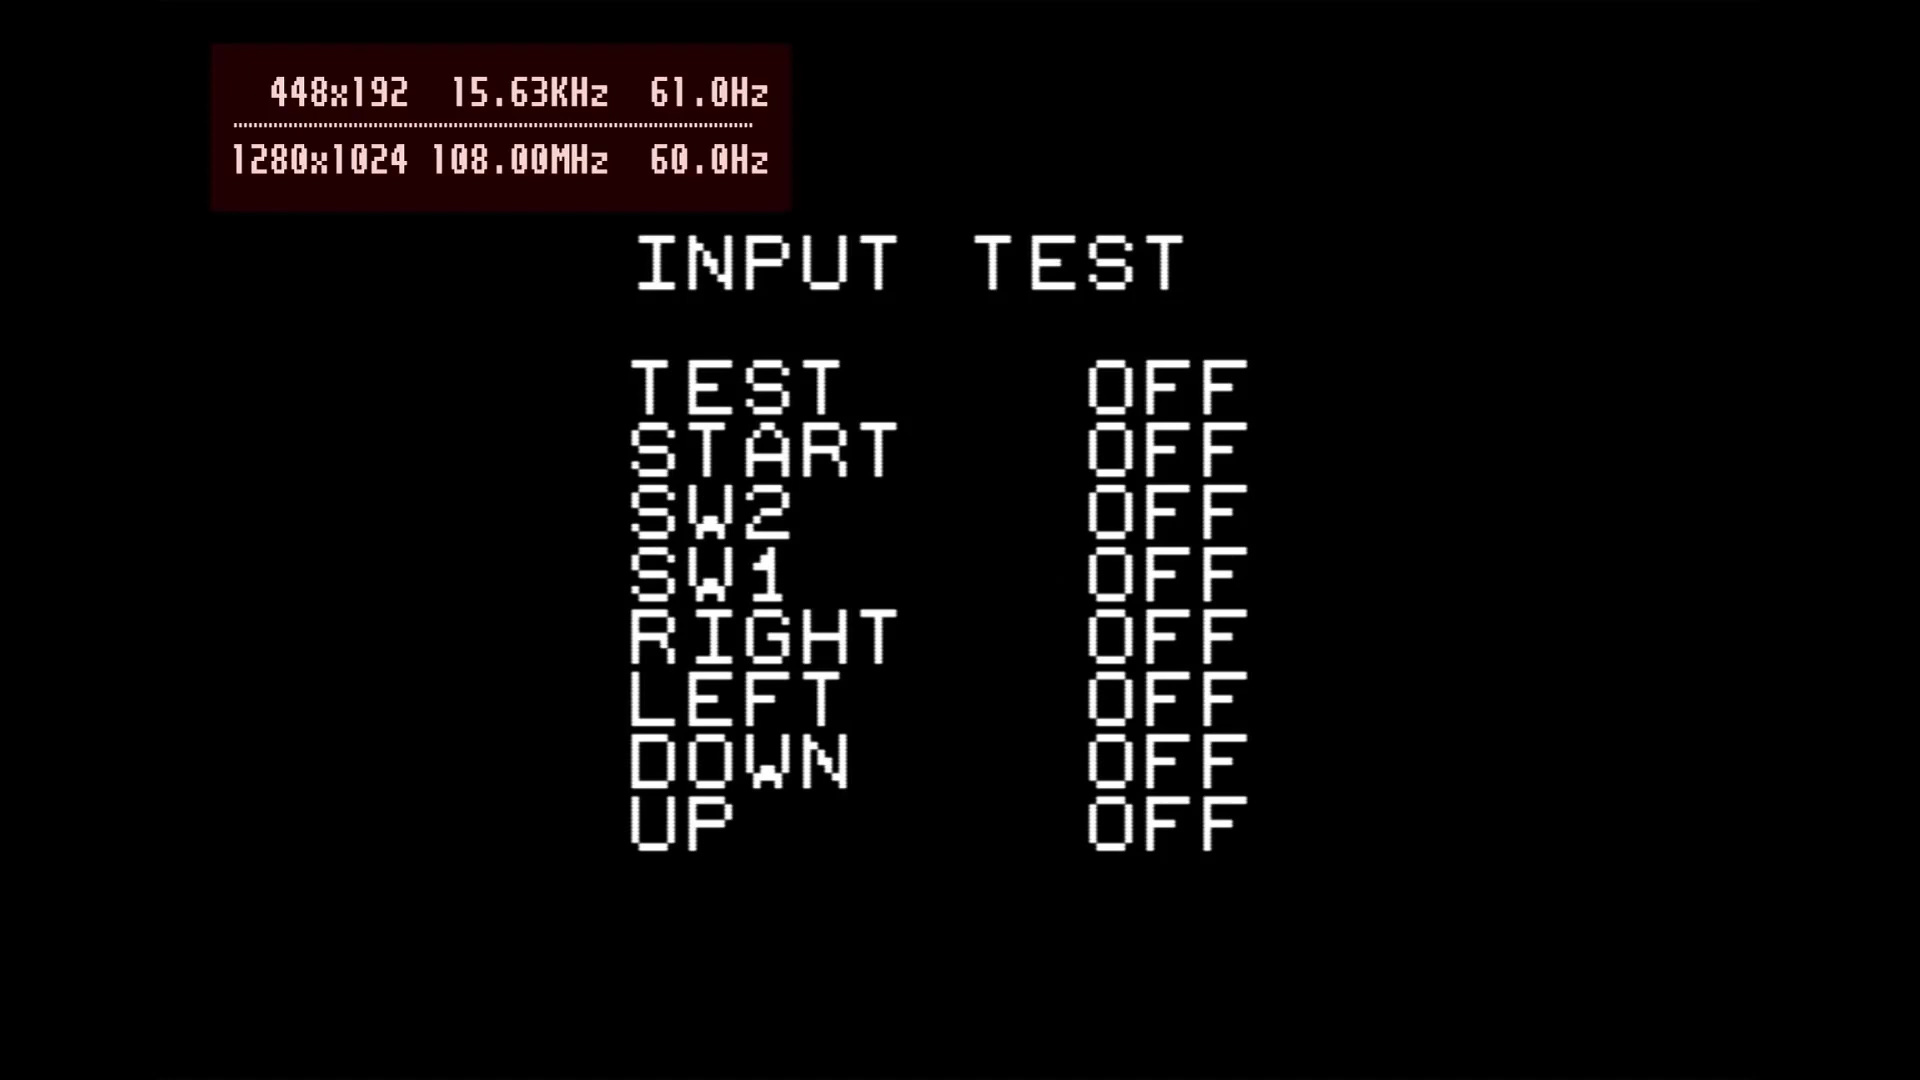 448x192 15.63KHz 61.0Hz
1280x1024 108.00MHz 60.0Hz
INPUT TEST
TEST OFF
START OFF
SW2 OFF
SW1 OFF
RIGHT OFF
LEFT OFF
DOWN OFF
UP OFF